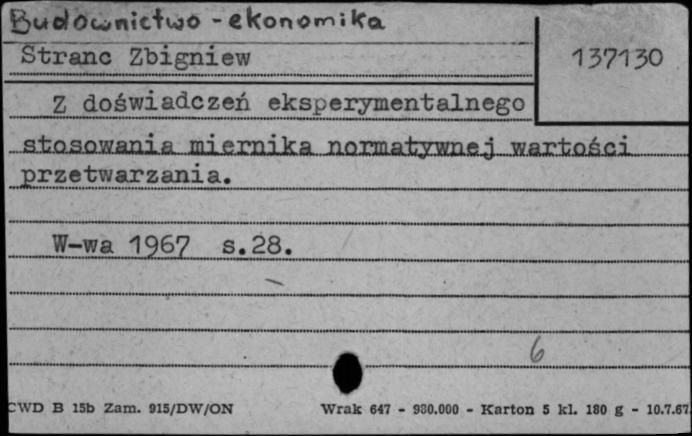 Budownictwo - ekonomika
Stranc Zbigniew
137130
Z doświadczeń eksperymentalnego
stosowania miernika normatywnej wartości
przetwarzania.
W-wa 1967 s.28.
6
CWD B 15b Zam. 915/DW/ON Wrak 647 - 980.000 - Karton 5 kl. 180 g - 10.7.67